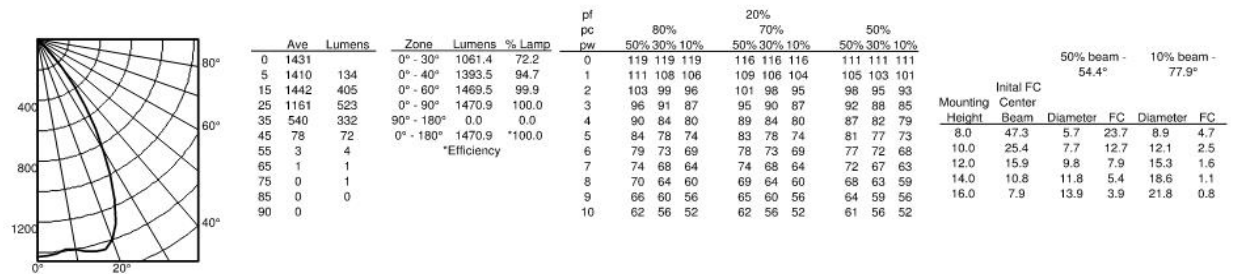 80°
400
60°
800
40°
1200
0° 20°
Ave Lumens
0 1431
5 1410 134
15 1442 405
25 1161 523
35 540 332
45 78 72
55 3 4
65 1 1
75 0 1
85 0 0
90 0
Zone Lumens % Lamp
0° - 30° 1061.4 72.2
0° - 40° 1393.5 94.7
0° - 60° 1469.5 99.9
0° - 90° 1470.9 100.0
90° - 180° 0.0 0.0
0° - 180° 1470.9 *100.0
*Efficiency
pf 20%
pc 80% 70% 50%
pw 50% 30% 10% 50% 30% 10% 50% 30% 10%
0 119 119 119 116 116 116 111 111 111
1 111 108 106 109 106 104 105 103 101
2 103 99 96 101 98 95 98 95 93
3 96 91 87 95 90 87 92 88 85
4 90 84 80 89 84 80 87 82 79
5 84 78 74 83 78 74 81 77 73
6 79 73 69 78 73 69 77 72 68
7 74 68 64 74 68 64 72 67 63
8 70 64 60 69 64 60 68 63 59
9 66 60 56 65 60 56 64 59 56
10 62 56 52 62 56 52 61 56 52
50% beam - 10% beam -
54.4° 77.9°
Inital FC
Mounting Center
Height Beam Diameter FC Diameter FC
8.0 47.3 5.7 23.7 8.9 4.7
10.0 25.4 7.7 12.7 12.1 2.5
12.0 15.9 9.8 7.9 15.3 1.6
14.0 10.8 11.8 5.4 18.6 1.1
16.0 7.9 13.9 3.9 21.8 0.8